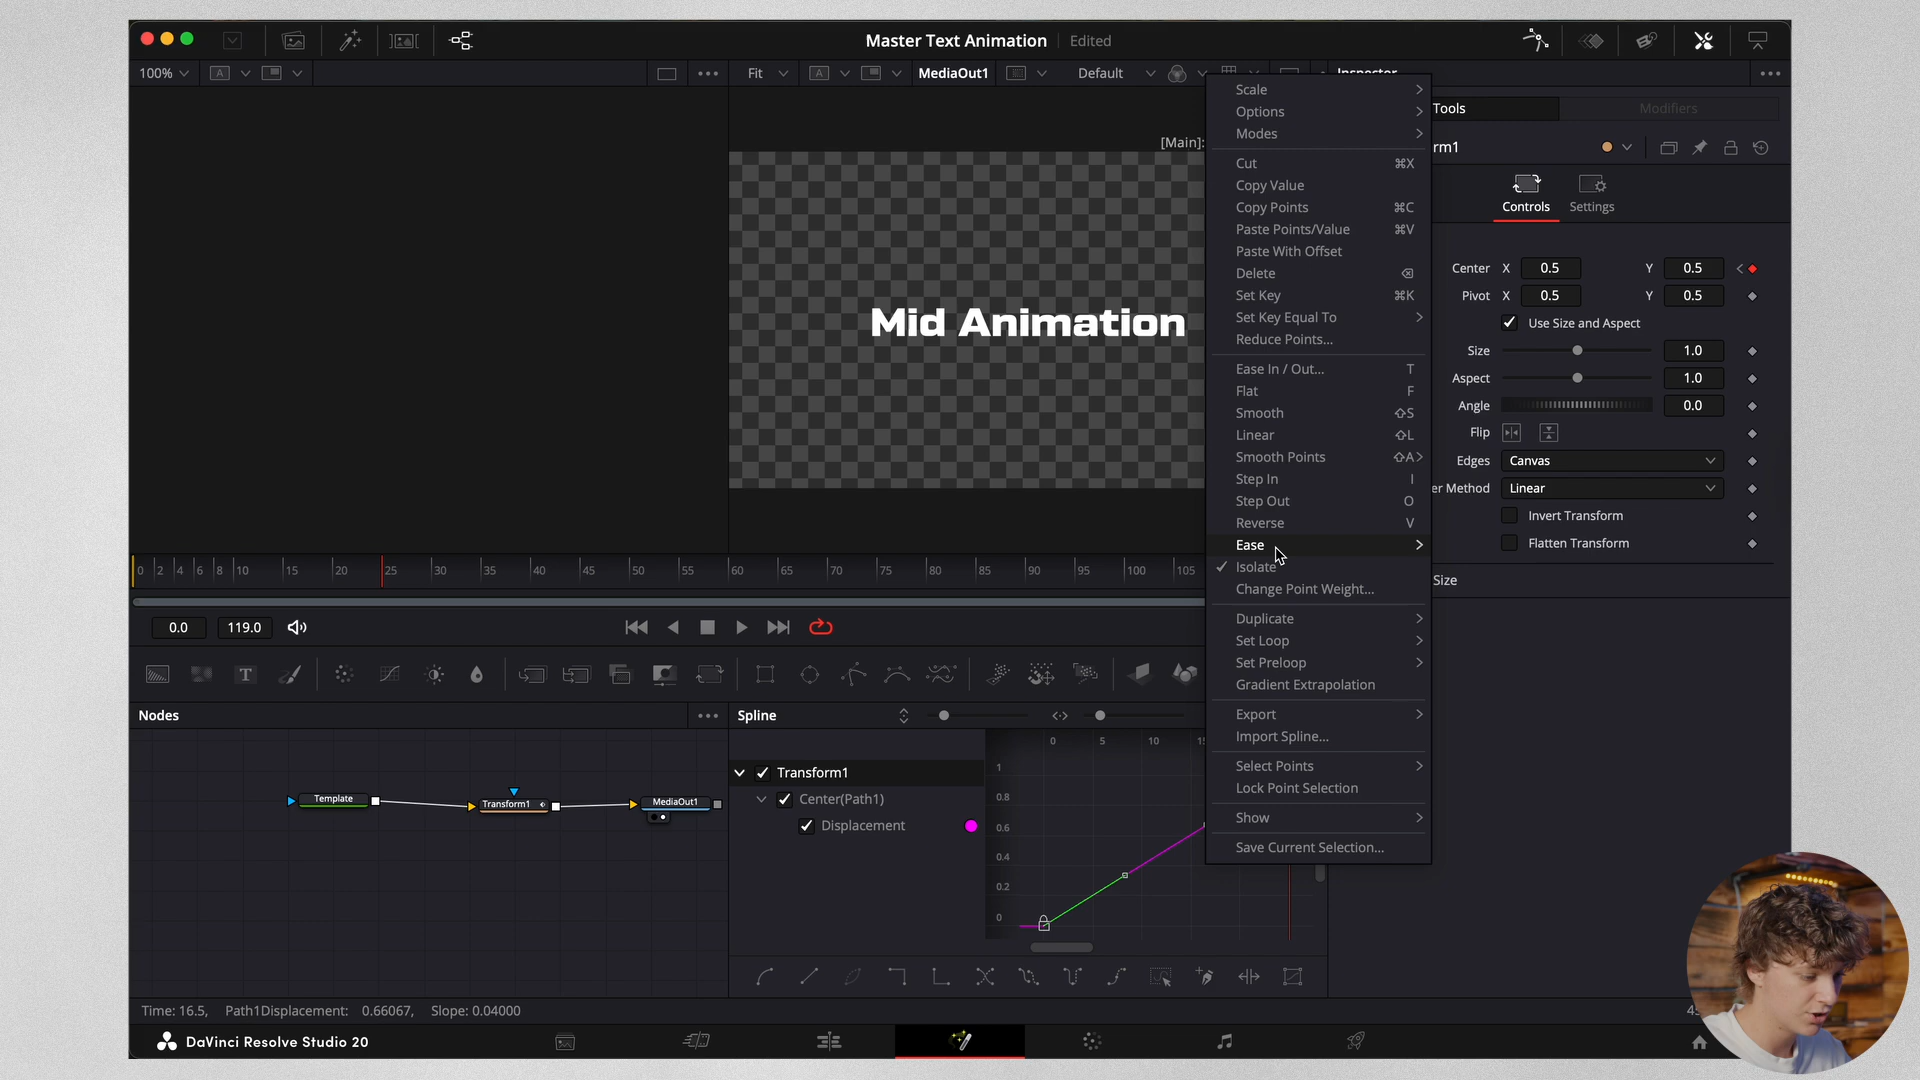 Master Text Animation Edited
100% A Fit A MediaOut1 Default Inspector
Tools Modifiers
[Main]: rm1
Controls Settings
Mid Animation
Center X 0.5 Y 0.5
Pivot X 0.5 Y 0.5
Use Size and Aspect
Size 1.0
Aspect 1.0
Angle 0.0
Flip
Edges Canvas
er Method Linear
Invert Transform
Flatten Transform
Size
Scale
Options
Modes
Cut ⌘X
Copy Value
Copy Points ⌘C
Paste Points/Value ⌘V
Paste With Offset
Delete ⌫
Set Key ⌘K
Set Key Equal To
Reduce Points...
Ease In / Out... T
Flat F
Smooth ⇧S
Linear ⇧L
Smooth Points ⇧A
Step In I
Step Out O
Reverse V
Ease
Isolate
Change Point Weight...
Duplicate
Set Loop
Set Preloop
Gradient Extrapolation
Export
Import Spline...
Select Points
Lock Point Selection
Show
Save Current Selection...
0 2 4 6 8 10 15 20 25 30 35 40 45 50 55 60 65 70 75 80 85 90 95 100 105
0.0 119.0
T
Nodes Spline
0 5 10
Transform1
Center(Path1)
Displacement
1
0.8
0.6
0.4
0.2
0
Template Transform1 MediaOut1
Time: 16.5, Path1Displacement: 0.66067, Slope: 0.04000
DaVinci Resolve Studio 20